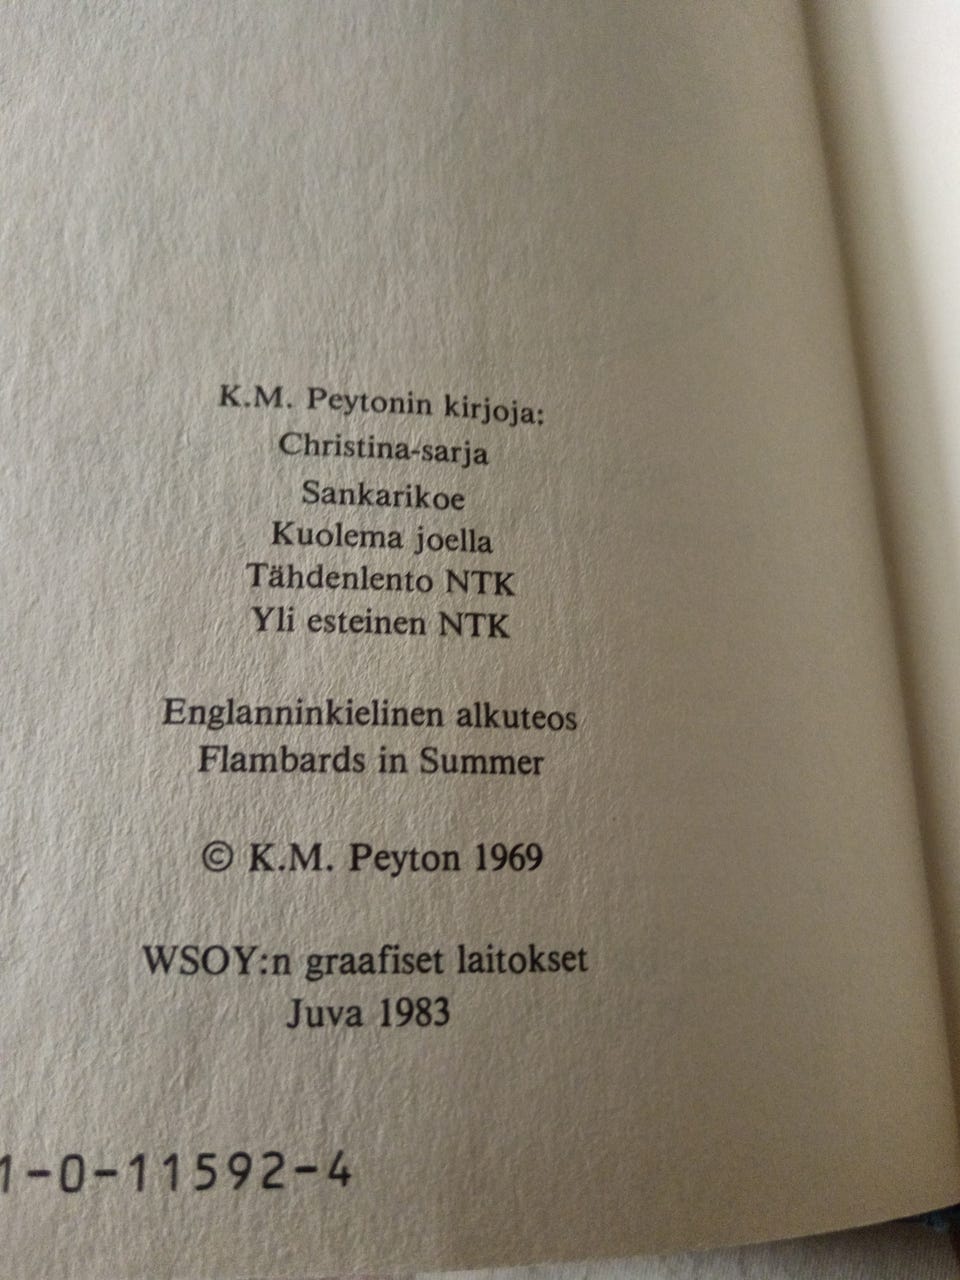 K.M. Peytonin kirjoja:
Christina-sarja
Sankarikoe
Kuolema joella
Tähdenlento NTK
Yli esteinen NTK
Englanninkielinen alkuteos
Flambards in Summer
© K.M. Peyton 1969
WSOY:n graafiset laitokset
Juva 1983
1-0-11592-4